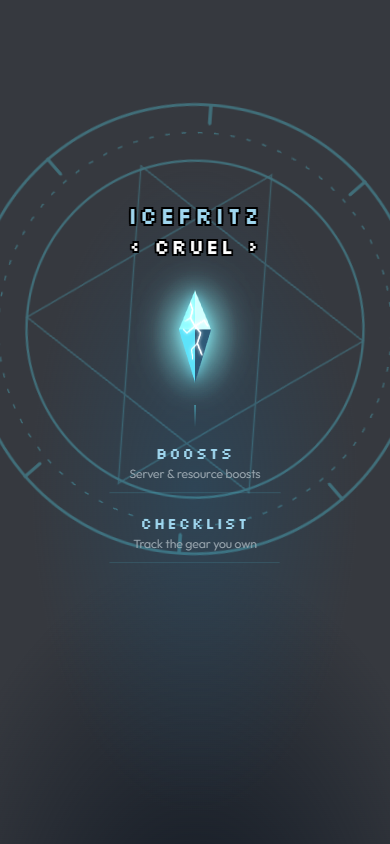 ICEFRITZ
‹ CRUEL ›
BOOSTS
Server & resource boosts
CHECKLIST
Track the gear you own